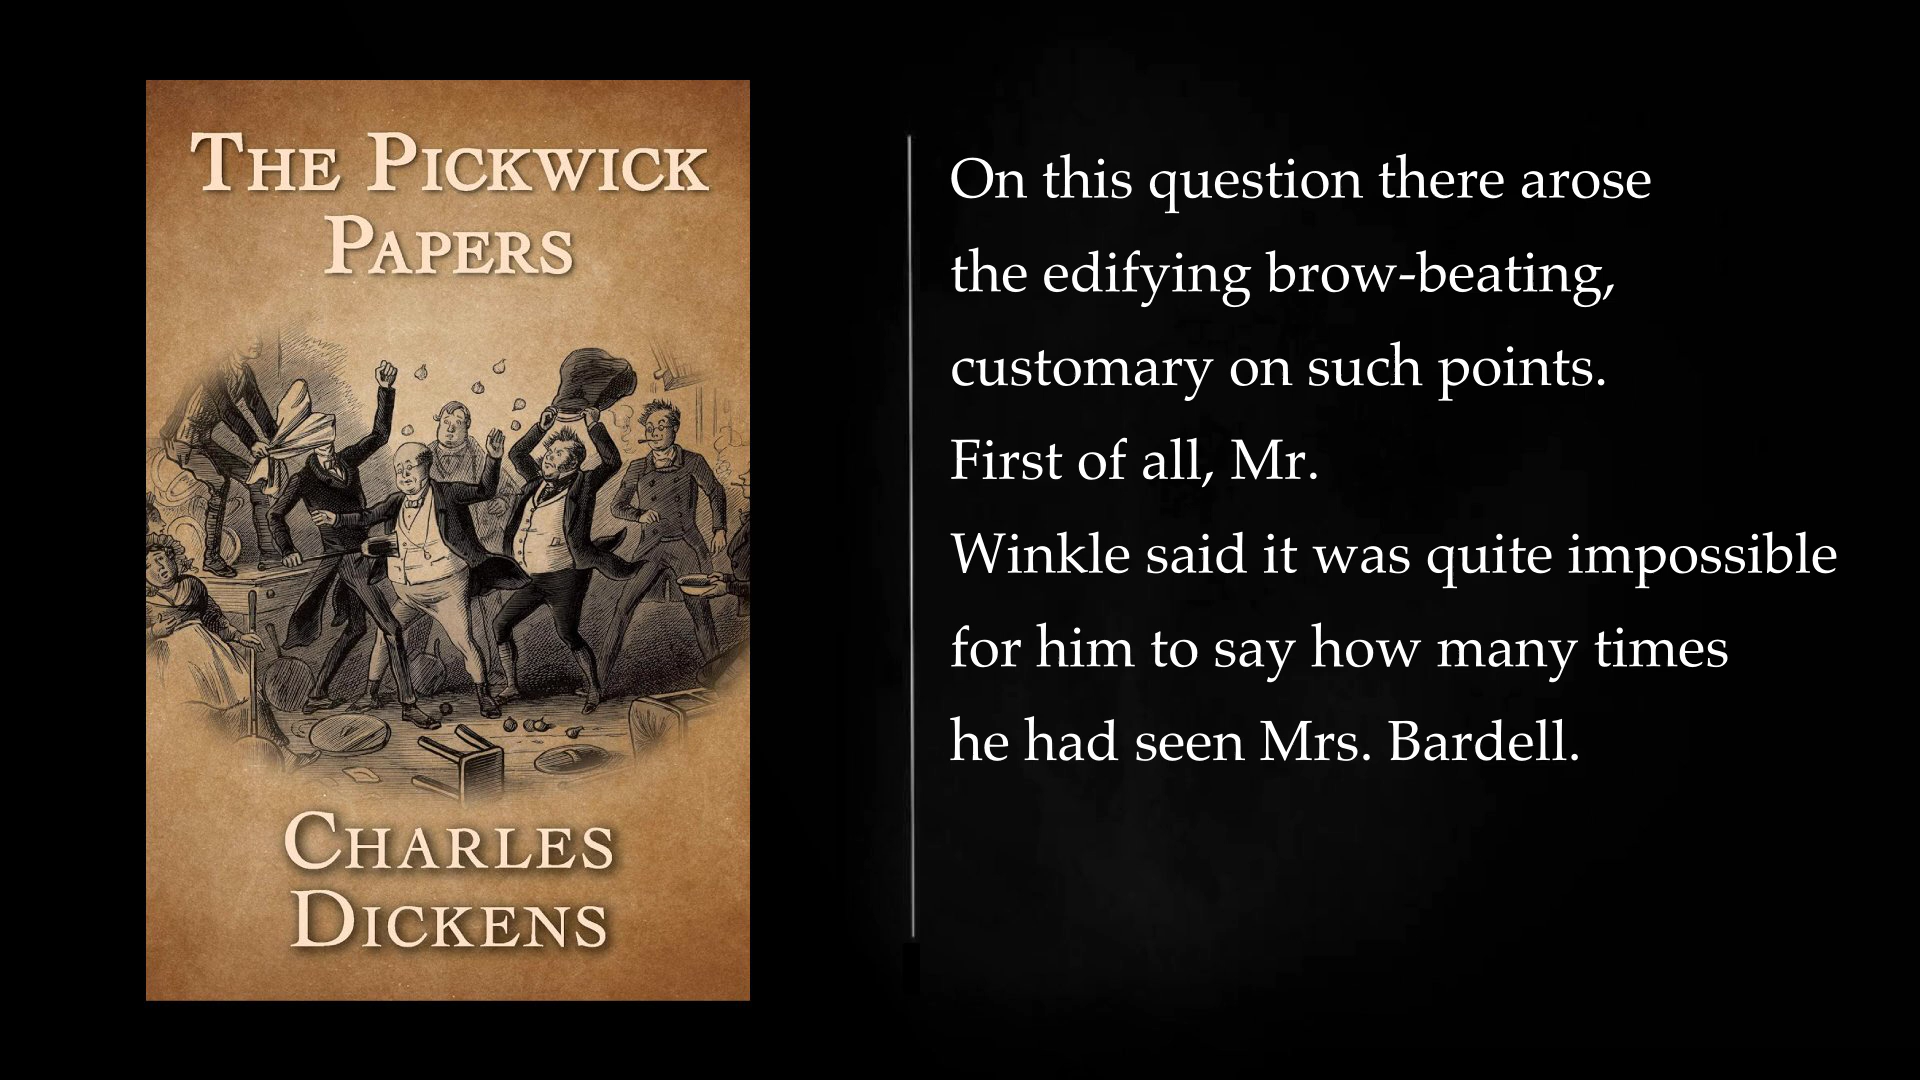 THE PICKWICK
PAPERS
CHARLES
DICKENS
On this question there arose
the edifying brow-beating,
customary on such points.
First of all, Mr.
Winkle said it was quite impossible
for him to say how many times
he had seen Mrs. Bardell.